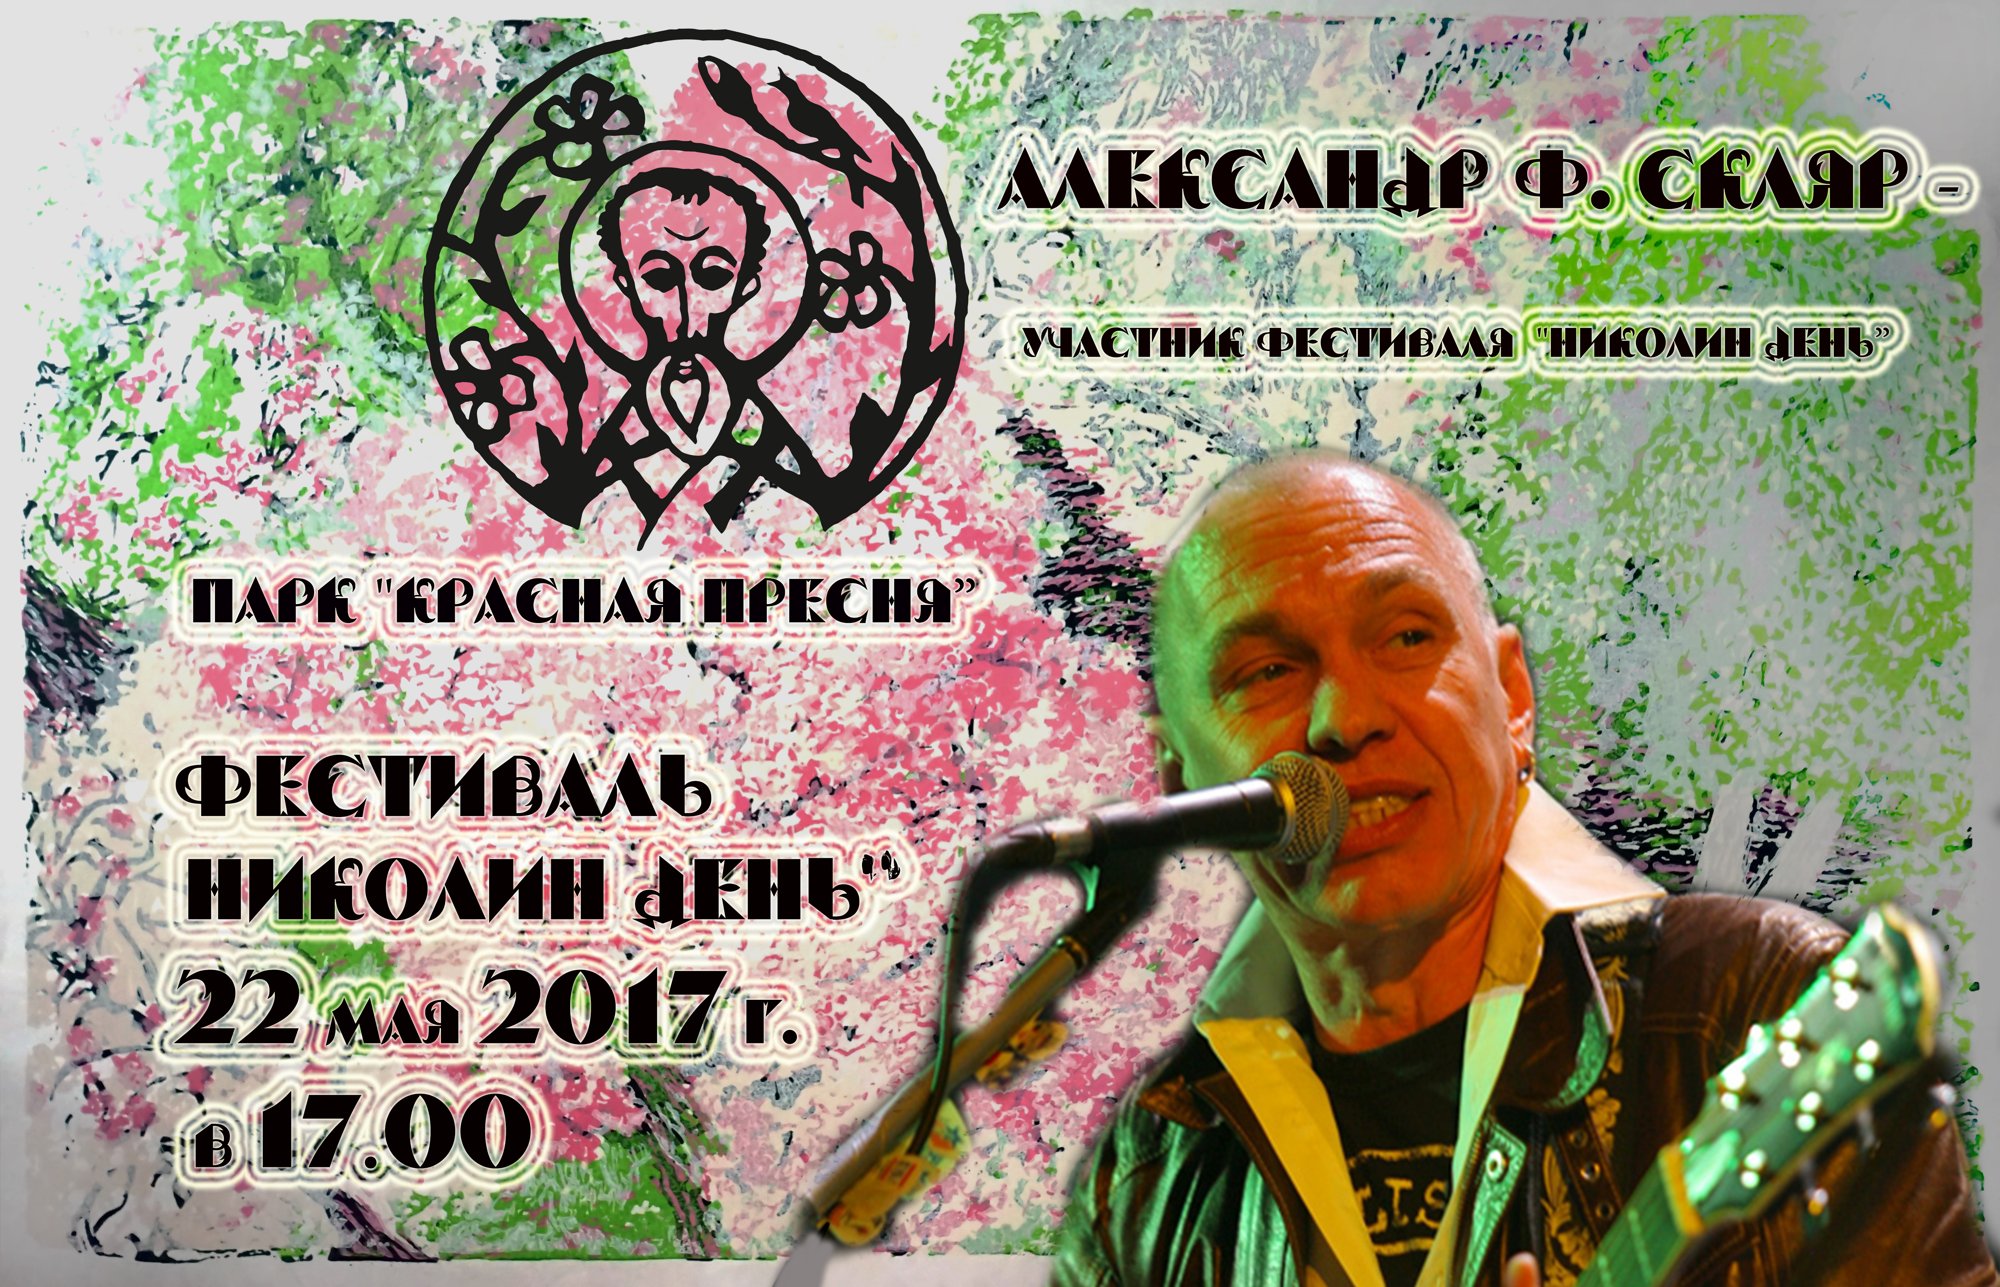 АЛЕКСАНДР Ф. СКЛЯР -
УЧАСТНИК ФЕСТИВАЛЯ "НИКОЛИН ДЕНЬ”
ПАРК "КРАСНАЯ ПРЕСНЯ”
ФЕСТИВАЛЬ
НИКОЛИН ДЕНЬ"
22 МАЯ 2017 Г.
В 17.00